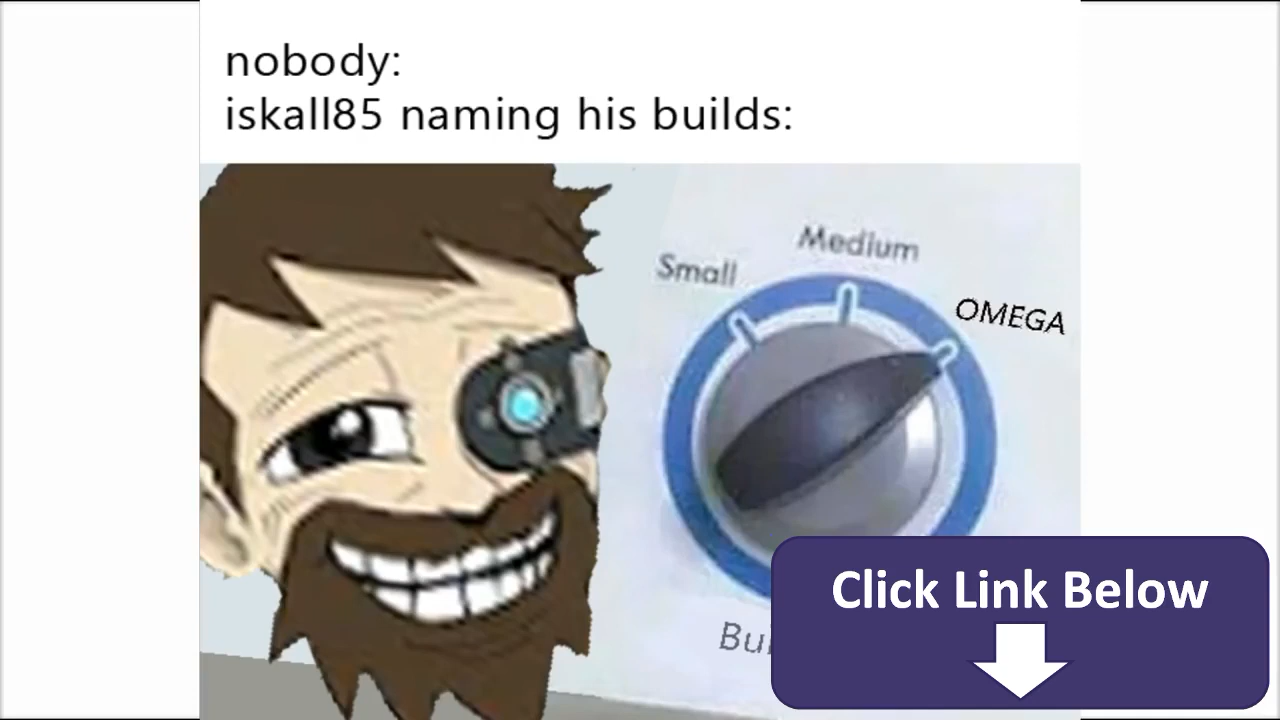 nobody:
iskall85 naming his builds:
Small
Medium
OMEGA
Click Link Below